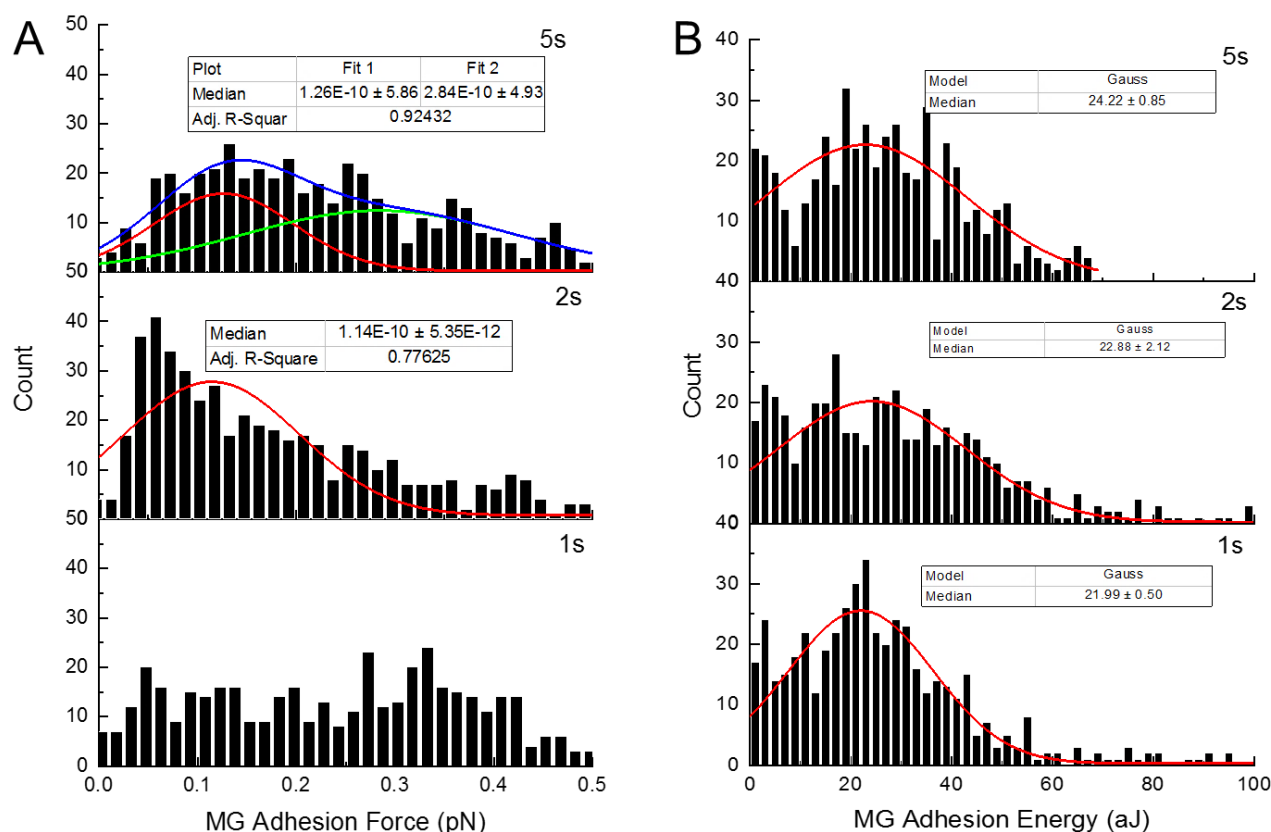 A
5s
50
40
30
20
10
Plot Fit 1 Fit 2
Median 1.26E-10 ± 5.86 2.84E-10 ± 4.93
Adj. R-Squar 0.92432
2s
50
40
30
20
10
Median 1.14E-10 ± 5.35E-12
Adj. R-Square 0.77625
Count
1s
50
40
30
20
10
0
0.0 0.1 0.2 0.3 0.4 0.5
MG Adhesion Force (pN)
B
5s
50
40
30
20
10
Model Gauss
Median 24.22 ± 0.85
2s
40
30
20
10
Model Gauss
Median 22.88 ± 2.12
Count
1s
40
30
20
10
0
Model Gauss
Median 21.99 ± 0.50
0 20 40 60 80 100
MG Adhesion Energy (aJ)